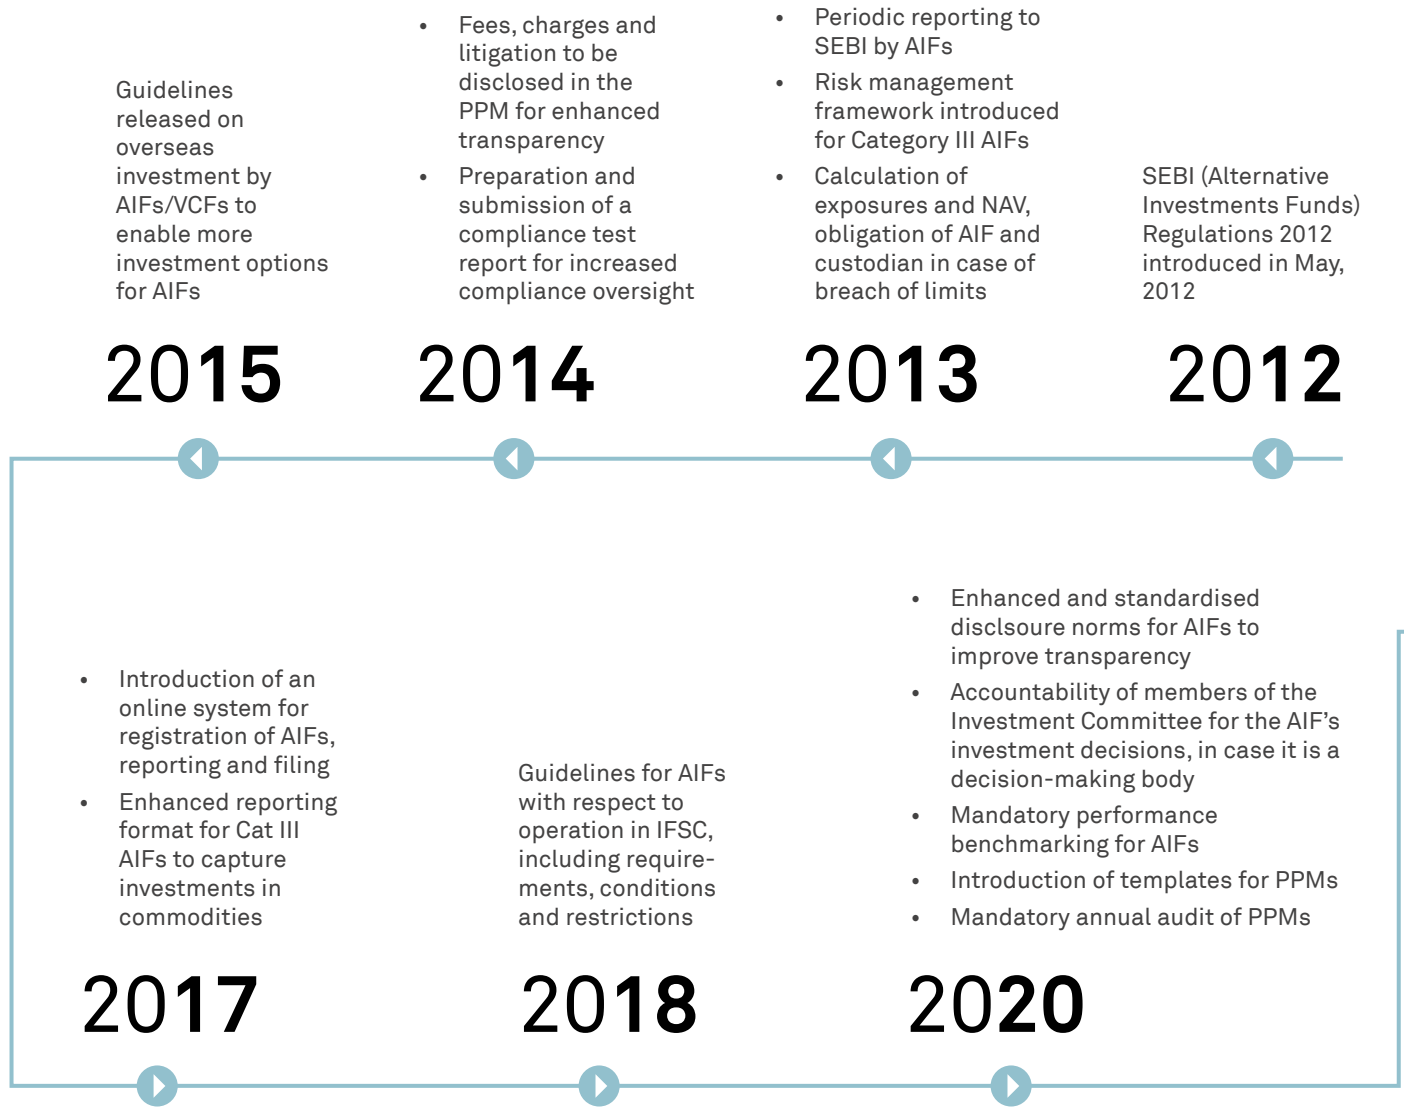 Guidelines
released on
overseas
investment by
AIFs/VCFs to
enable more
investment options
for AIFs
2015
• Fees, charges and
litigation to be
disclosed in the
PPM for enhanced
transparency
• Preparation and
submission of a
compliance test
report for increased
compliance oversight
2014
• Periodic reporting to
SEBI by AIFs
• Risk management
framework introduced
for Category III AIFs
• Calculation of
exposures and NAV,
obligation of AIF and
custodian in case of
breach of limits
2013
SEBI (Alternative
Investments Funds)
Regulations 2012
introduced in May,
2012
2012
• Introduction of an
online system for
registration of AIFs,
reporting and filing
• Enhanced reporting
format for Cat III
AIFs to capture
investments in
commodities
2017
Guidelines for AIFs
with respect to
operation in IFSC,
including require-
ments, conditions
and restrictions
2018
• Enhanced and standardised
disclsoure norms for AIFs to
improve transparency
• Accountability of members of the
Investment Committee for the AIF’s
investment decisions, in case it is a
decision-making body
• Mandatory performance
benchmarking for AIFs
• Introduction of templates for PPMs
• Mandatory annual audit of PPMs
2020